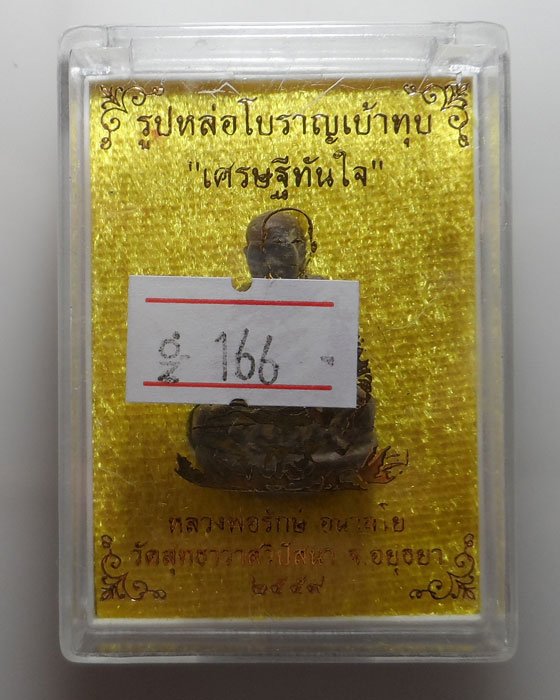 รูปหล่อโบราณเบ้าทุบ
"เศรษฐีทันใจ"
166
หลวงพ่อรักษ์ อนาลโย
วัดสุทธาวาสวิปัสนา จ.อยุธยา
๒๕๕๙